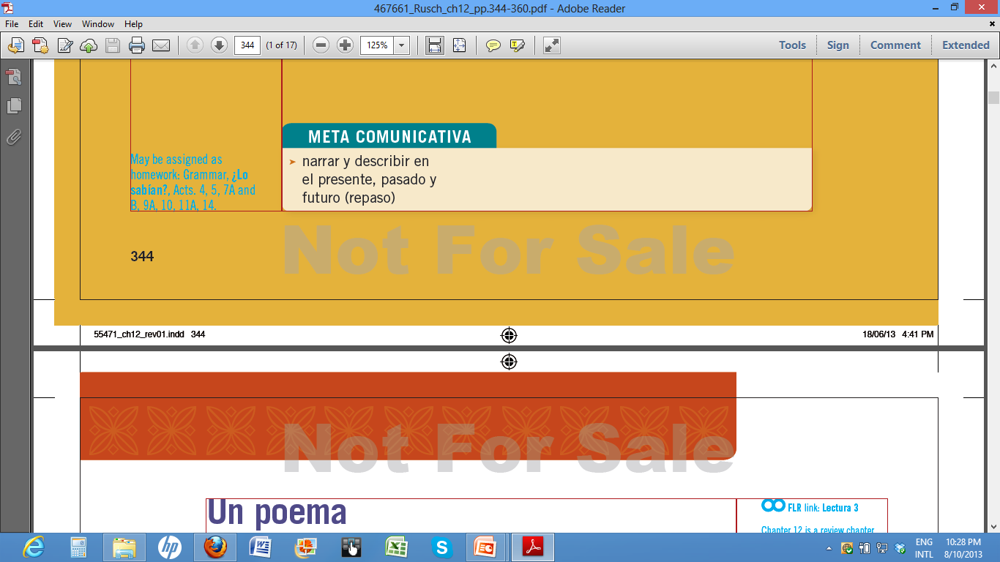 467661_Rusch_ch12_pp.344-360.pdf - Adobe Reader
File Edit View Window Help
344 (1 of 17) 125% Tools Sign Comment Extended
META COMUNICATIVA
narrar y describir en
el presente, pasado y
futuro (repaso)
May be assigned as
homework: Grammar, ¿Lo
sabían?, Acts. 4, 5, 7A and
B, 9A, 10, 11A, 14.
Not For Sale
344
55471_ch12_rev01.indd 344 18/06/13 4:41 PM
Not For Sale
Un poema
FLR link: Lectura 3
Chapter 12 is a review chapter
ENG 10:28 PM
INTL 8/10/2013